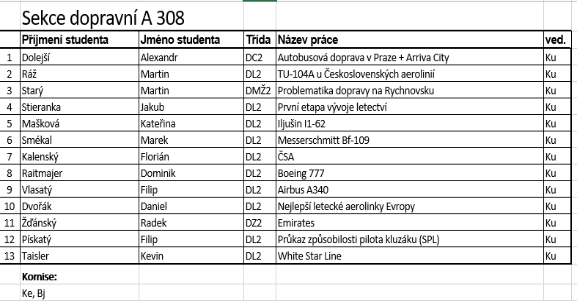 Sekce dopravní A 308
Příjmení studenta Jméno studenta Třída Název práce ved.
1 Dolejší Alexandr DC2 Autobusová doprava v Praze + Arriva City Ku
2 Ráž Martin DL2 TU-104A u Československých aerolinií Ku
3 Starý Martin DMŽ2 Problematika dopravy na Rychnovsku Ku
4 Stieranka Jakub DL2 První etapa vývoje letectví Ku
5 Mašková Kateřina DL2 Iljušin I1-62 Ku
6 Smékal Marek DL2 Messerschmitt Bf-109 Ku
7 Kalenský Florián DL2 ČSA Ku
8 Raitmajer Dominik DL2 Boeing 777 Ku
9 Vlasatý Filip DL2 Airbus A340 Ku
10 Dvořák Daniel DL2 Nejlepší letecké aerolinky Evropy Ku
11 Žďánský Radek DZ2 Emirates Ku
12 Pískatý Filip DL2 Průkaz způsobilosti pilota kluzáku (SPL) Ku
13 Taisler Kevin DL2 White Star Line Ku
Komise:
Ke, Bj